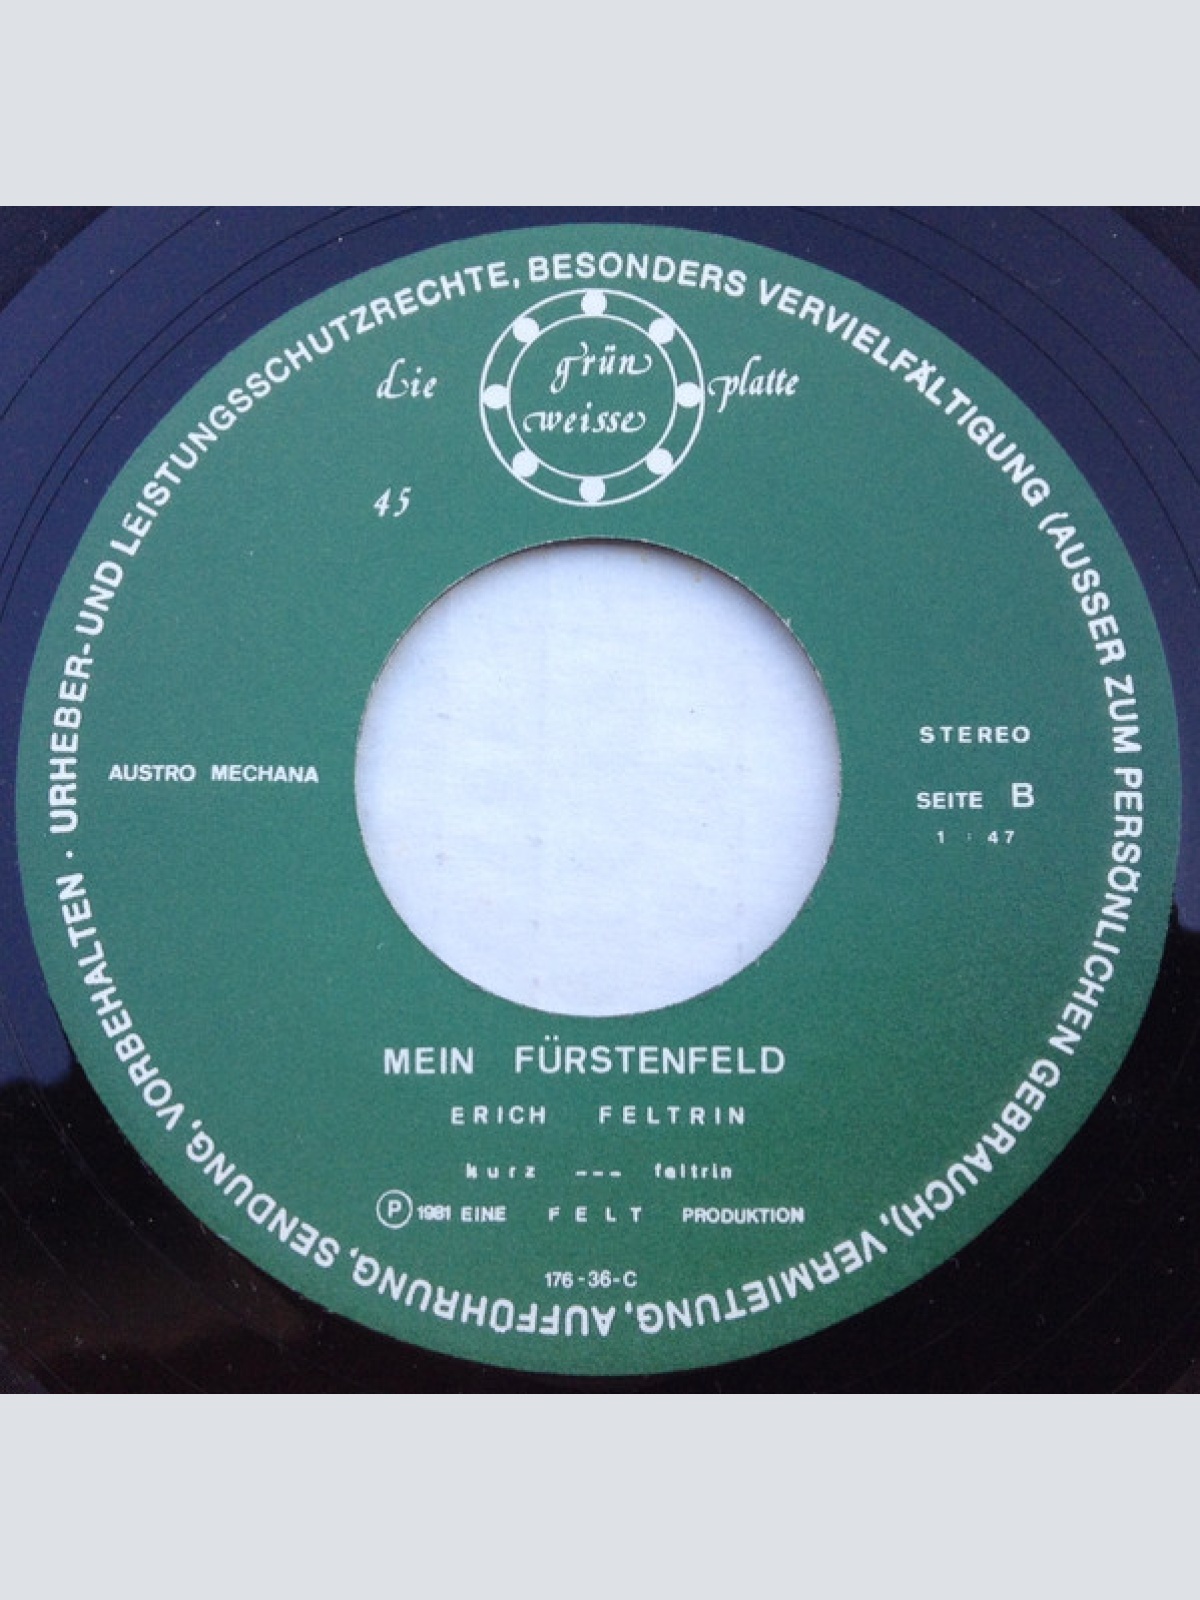 URHEBER- UND LEISTUNGSSCHUTZRECHTE, BESONDERS VERVIELFÄLTIGUNG (AUSSER ZUM PERSÖNLICHEN GEBRAUCH), VERMIETUNG, AUFFÜHRUNG, SENDUNG, VORBEHALTEN ·
die grün weisse platte
45
STEREO
AUSTRO MECHANA
SEITE B
1 : 47
MEIN FÜRSTENFELD
ERICH FELTRIN
kurz --- feltrin
Ⓟ 1981 EINE FELT PRODUKTION
176-36-C